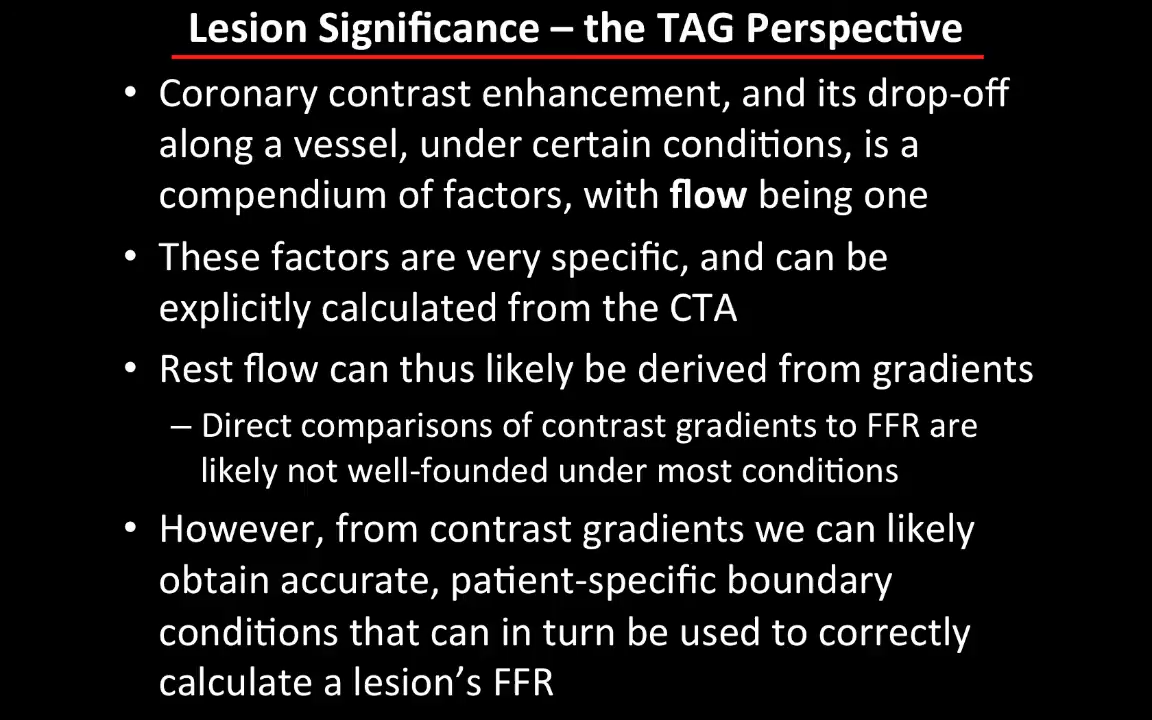 Lesion Significance – the TAG Perspective
• Coronary contrast enhancement, and its drop-off
along a vessel, under certain conditions, is a
compendium of factors, with flow being one
• These factors are very specific, and can be
explicitly calculated from the CTA
• Rest flow can thus likely be derived from gradients
– Direct comparisons of contrast gradients to FFR are
likely not well-founded under most conditions
• However, from contrast gradients we can likely
obtain accurate, patient-specific boundary
conditions that can in turn be used to correctly
calculate a lesion’s FFR